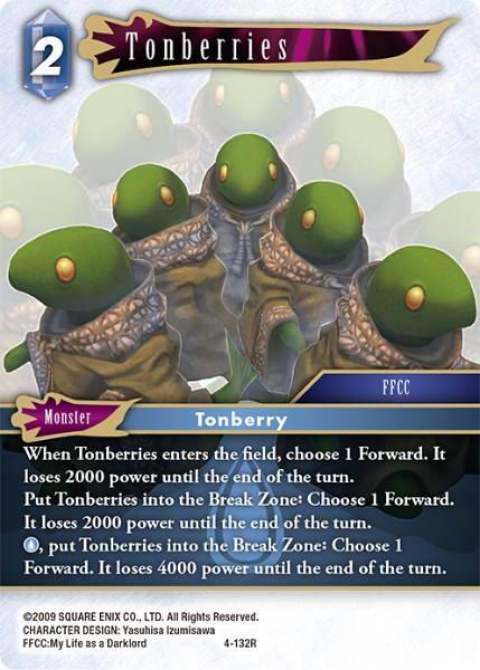 2
Tonberries
FFCC
Monster
Tonberry
When Tonberries enters the field, choose 1 Forward. It
loses 2000 power until the end of the turn.
Put Tonberries into the Break Zone: Choose 1 Forward.
It loses 2000 power until the end of the turn.
, put Tonberries into the Break Zone: Choose 1
Forward. It loses 4000 power until the end of the turn.
©2009 SQUARE ENIX CO., LTD. All Rights Reserved.
CHARACTER DESIGN: Yasuhisa Izumisawa
FFCC:My Life as a Darklord 4-132R